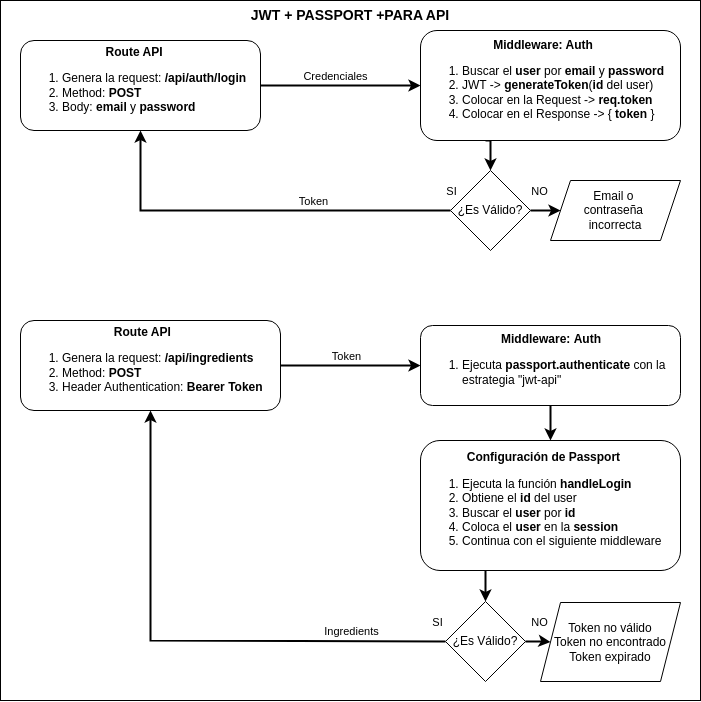 JWT + PASSPORT +PARA API
Route API
1. Genera la request: /api/auth/login
2. Method: POST
3. Body: email y password
Credenciales
Middleware: Auth
1. Buscar el user por email y password
2. JWT -> generateToken(id del user)
3. Colocar en la Request -> req.token
4. Colocar en el Response -> { token }
¿Es Válido?
SI
NO
Token
Email o
contraseña
incorrecta
Route API
1. Genera la request: /api/ingredients
2. Method: POST
3. Header Authentication: Bearer Token
Token
Middleware: Auth
1. Ejecuta passport.authenticate con la
estrategia "jwt-api"
Configuración de Passport
1. Ejecuta la función handleLogin
2. Obtiene el id del user
3. Buscar el user por id
4. Coloca el user en la session
5. Continua con el siguiente middleware
¿Es Válido?
SI
NO
Ingredients
Token no válido
Token no encontrado
Token expirado